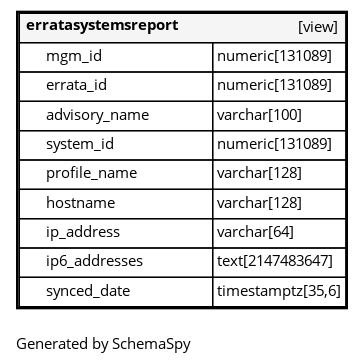 erratasystemsreport [view]
mgm_id numeric[131089]
errata_id numeric[131089]
advisory_name varchar[100]
system_id numeric[131089]
profile_name varchar[128]
hostname varchar[128]
ip_address varchar[64]
ip6_addresses text[2147483647]
synced_date timestamptz[35,6]
Generated by SchemaSpy